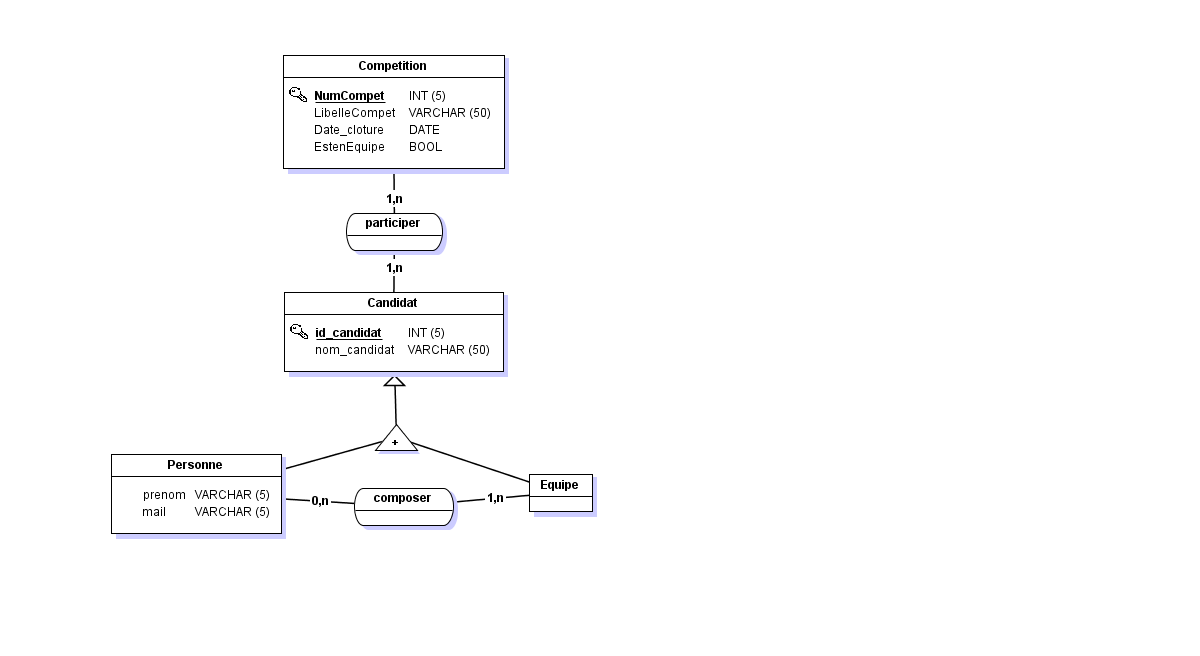 Competition
NumCompet INT (5)
LibelleCompet VARCHAR (50)
Date_cloture DATE
EstenEquipe BOOL
1,n
participer
1,n
Candidat
id_candidat INT (5)
nom_candidat VARCHAR (50)
+
Personne
prenom VARCHAR (5)
mail VARCHAR (5)
0,n
composer
1,n
Equipe